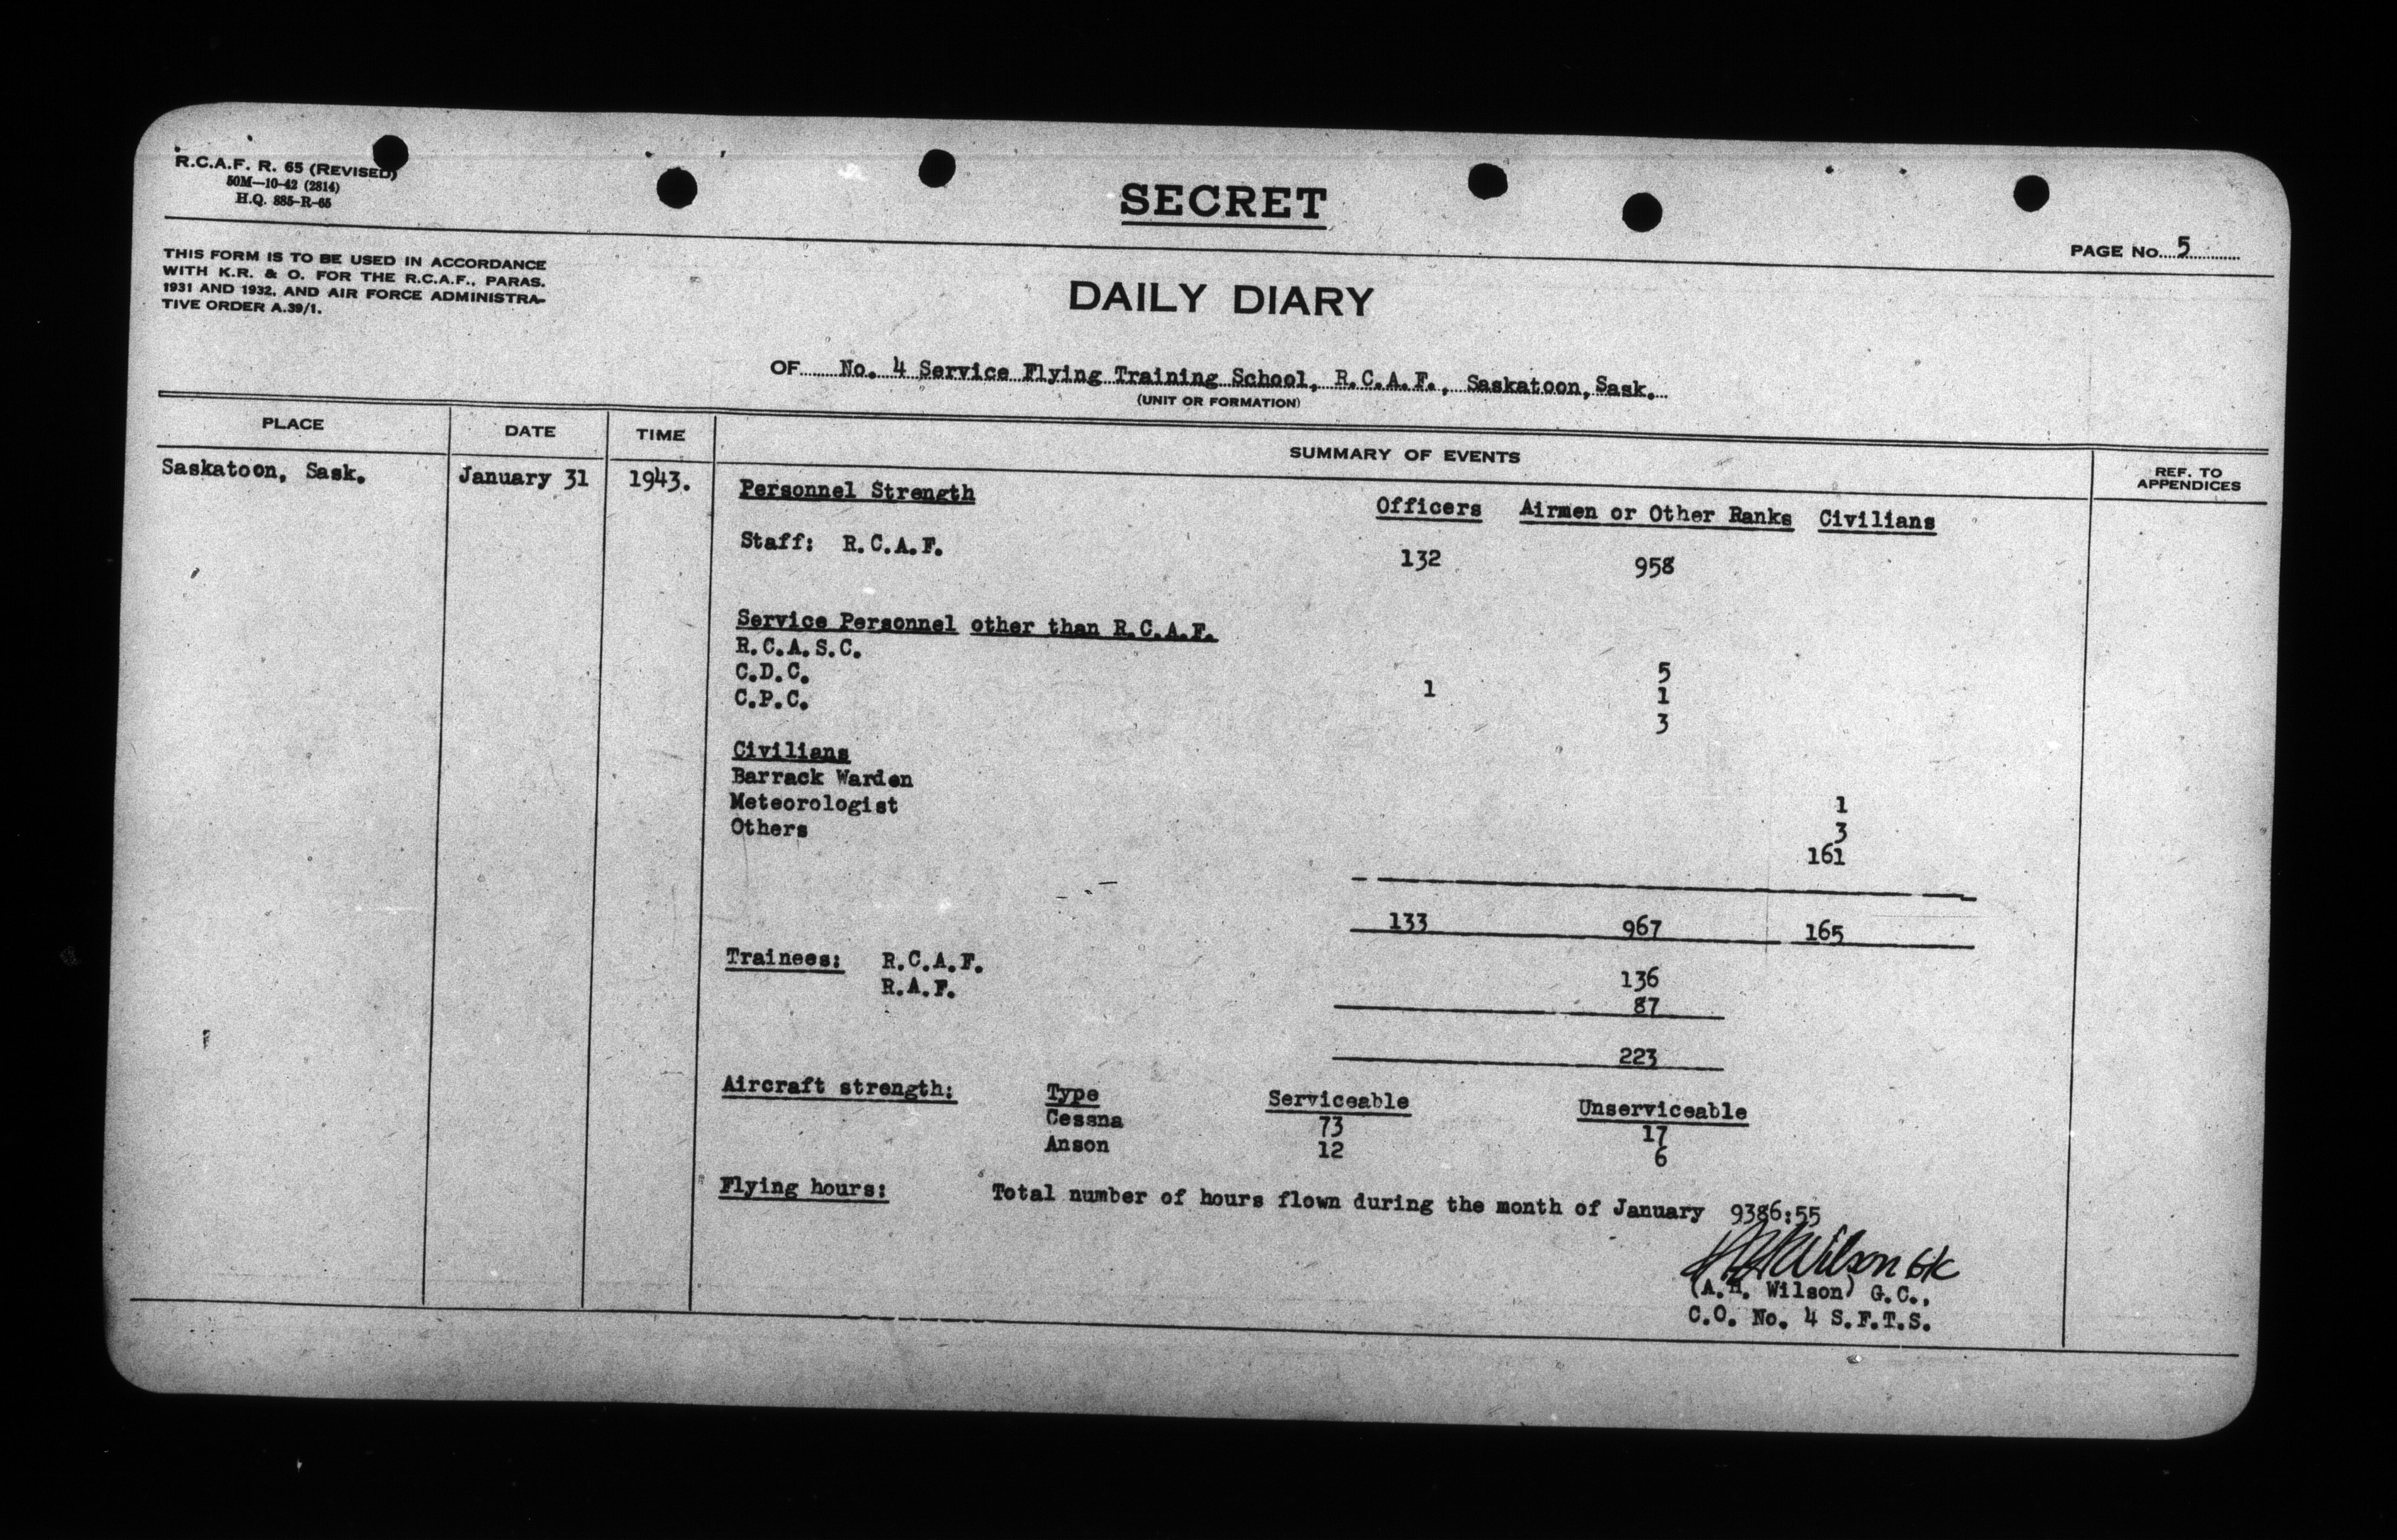 R.C.A.F. R. 65 (REVISED)
50M—10-42 (2814)
H.Q. 885-R-65
SECRET
PAGE No. 5
THIS FORM IS TO BE USED IN ACCORDANCE
WITH K.R. & O. FOR THE R.C.A.F., PARAS.
1931 AND 1932, AND AIR FORCE ADMINISTRA-
TIVE ORDER A.39/1.
DAILY DIARY
OF No. 4 Service Flying Training School, R.C.A.F., Saskatoon, Sask.
(UNIT OR FORMATION)
PLACE DATE TIME SUMMARY OF EVENTS REF. TO
APPENDICES
Saskatoon, Sask. January 31 1943. Personnel Strength Officers Airmen or Other Ranks Civilians
Staff: R.C.A.F. 132 958
Service Personnel other than R.C.A.F.
R.C.A.S.C. 5
C.D.C. 1 1
C.P.C. 3
Civilians
Barrack Warden 1
Meteorologist 3
Others 161
133 967 165
Trainees: R.C.A.F. 136
R.A.F. 87
223
Aircraft strength: Type Serviceable Unserviceable
Cessna 73 17
Anson 12 6
Flying hours: Total number of hours flown during the month of January 9386:55
Wilson G/C
(A.H. Wilson) G.C.,
C.O. No. 4 S.F.T.S.